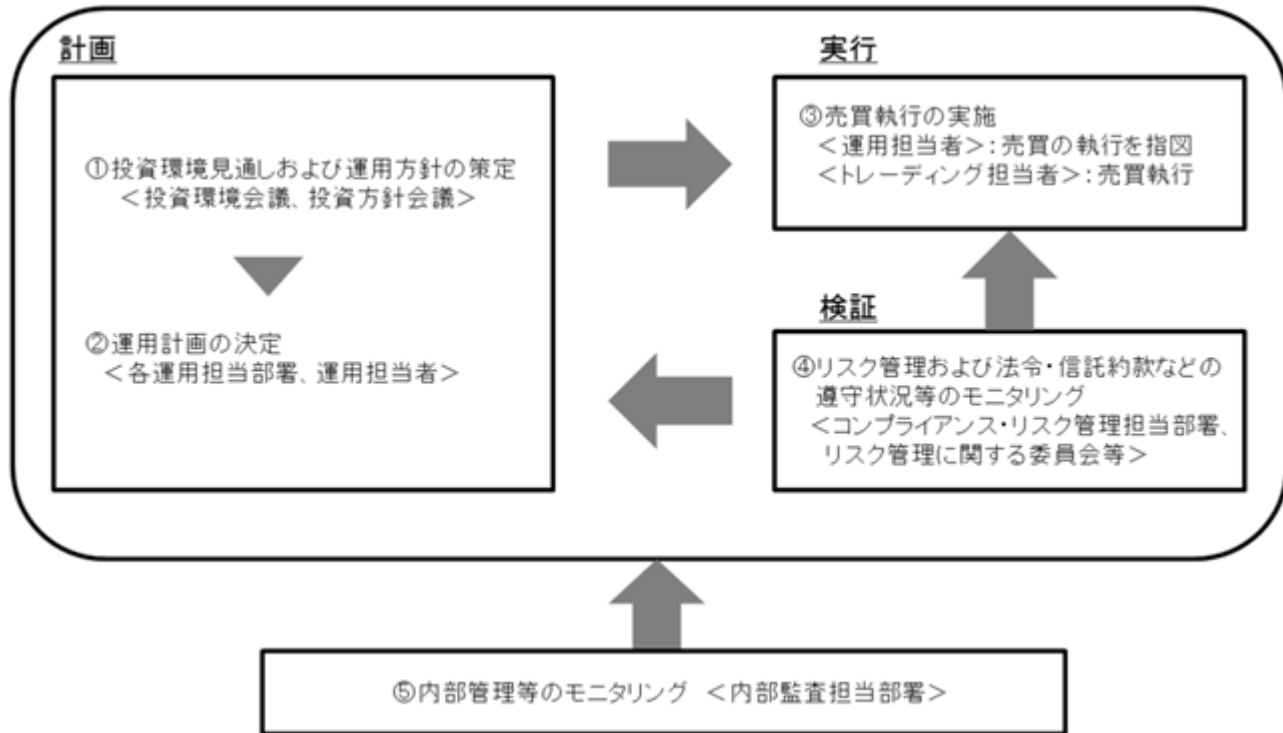 計画
①投資環境見通しおよび運用方針の策定
＜投資環境会議、投資方針会議＞
②運用計画の決定
＜各運用担当部署、運用担当者＞
実行
③売買執行の実施
＜運用担当者＞：売買の執行を指図
＜トレーディング担当者＞：売買執行
検証
④リスク管理および法令・信託約款などの
遵守状況等のモニタリング
＜コンプライアンス・リスク管理担当部署、
リスク管理に関する委員会等＞
⑤内部管理等のモニタリング　＜内部監査担当部署＞